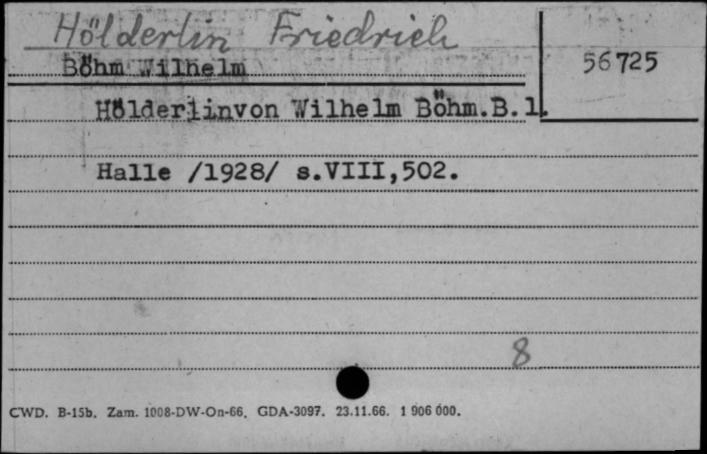 Hölderlin Friedrich
Böhm Wilhelm
56725
Hölderlinvon Wilhelm Böhm.B.1.
Halle /1928/ s.VIII,502.
8
CWD. B-15b. Zam. 1008-DW-On-66. GDA-3097. 23.11.66. 1 906 000.